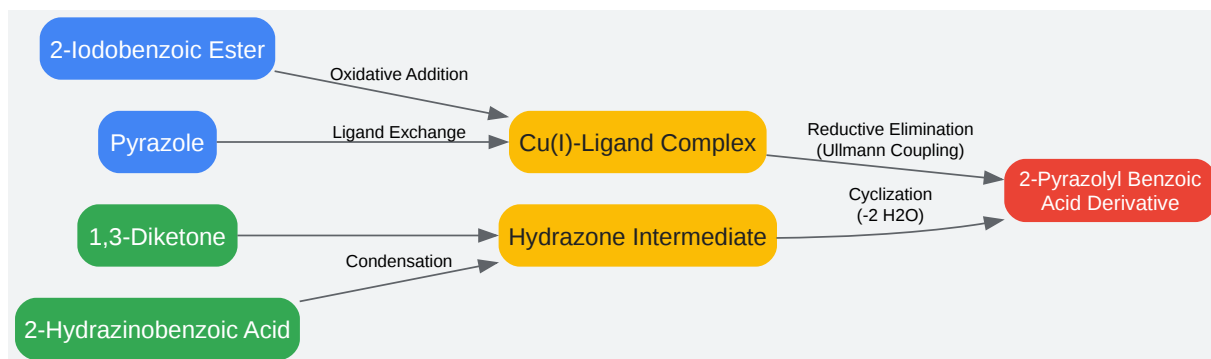 2-Iodobenzoic Ester
Oxidative Addition
Pyrazole
Ligand Exchange
Cu(I)-Ligand Complex
Reductive Elimination
(Ullmann Coupling)
2-Pyrazolyl Benzoic
Acid Derivative
1,3-Diketone
Hydrazone Intermediate
Cyclization
(-2 H2O)
Condensation
2-Hydrazinobenzoic Acid